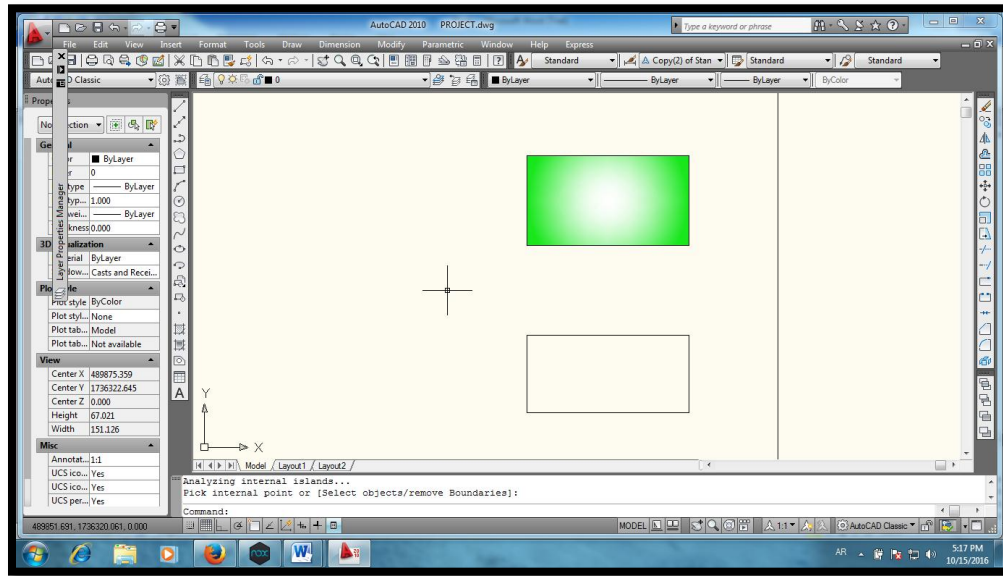 AutoCAD 2010 PROJECT.dwg
Type a keyword or phrase
File Edit View Insert Format Tools Draw Dimension Modify Parametric Window Help Express
Standard Copy(2) of Stan Standard Standard
0 ByLayer ByLayer ByLayer ByColor
Layer Properties Manager
ByLayer
0
ByLayer
1.000
ByLayer
0.000
ByLayer
Casts and Recei...
Plot style ByColor
Plot styl... None
Plot tab... Model
Plot tab... Not available
View
Center X 489875.359
Center Y 1736322.645
Center Z 0.000
Height 67.021
Width 151.126
Misc
Annotat... 1:1
UCS ico... Yes
UCS ico... Yes
UCS per... Yes
A
Y
X
Model Layout1 Layout2
Analyzing internal islands...
Pick internal point or [Select objects/remove Boundaries]:
Command:
489851.691, 1736320.061, 0.000 MODEL 1:1 AutoCAD Classic
nox W AR 5:17 PM
10/15/2016